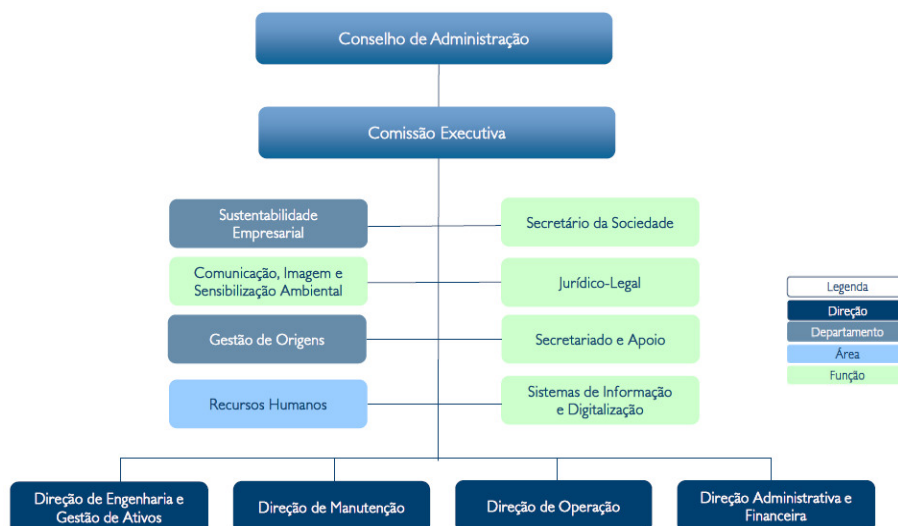 Conselho de Administração
Comissão Executiva
Sustentabilidade
Empresarial
Secretário da Sociedade
Comunicação, Imagem e
Sensibilização Ambiental
Jurídico-Legal
Gestão de Origens
Secretariado e Apoio
Recursos Humanos
Sistemas de Informação
e Digitalização
Legenda
Direção
Departamento
Área
Função
Direção de Engenharia e
Gestão de Ativos
Direção de Manutenção
Direção de Operação
Direção Administrativa e
Financeira